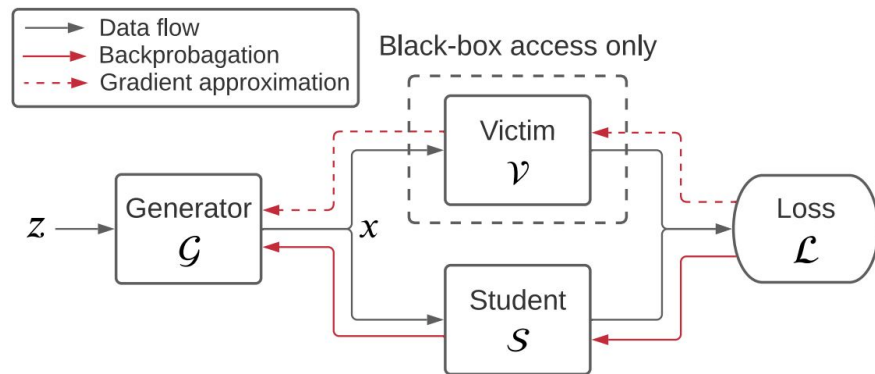 Data flow
Backprobagation
Gradient approximation
Black-box access only
Victim
𝒱
Generator
𝒢
z
x
Loss
ℒ
Student
𝒮